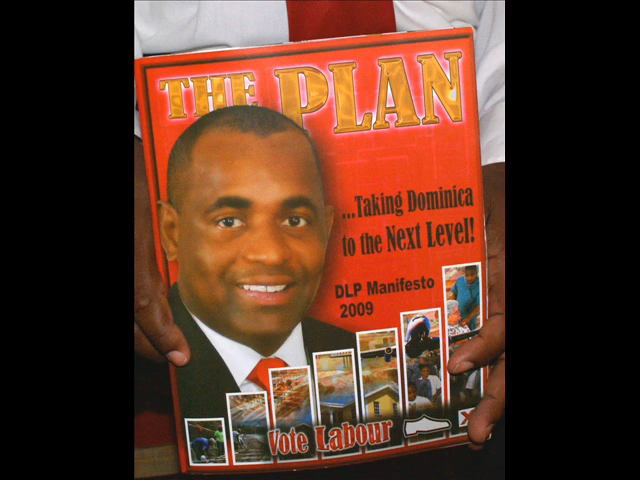 THE PLAN
...Taking Dominica
to the Next Level!
DLP Manifesto
2009
Vote Labour
X